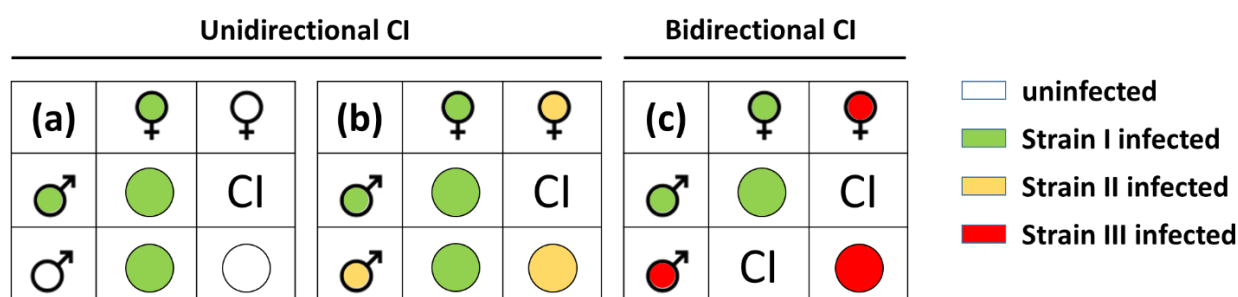 Unidirectional CI
Bidirectional CI
(a)
(b)
(c)
CI
CI
CI
CI
uninfected
Strain I infected
Strain II infected
Strain III infected